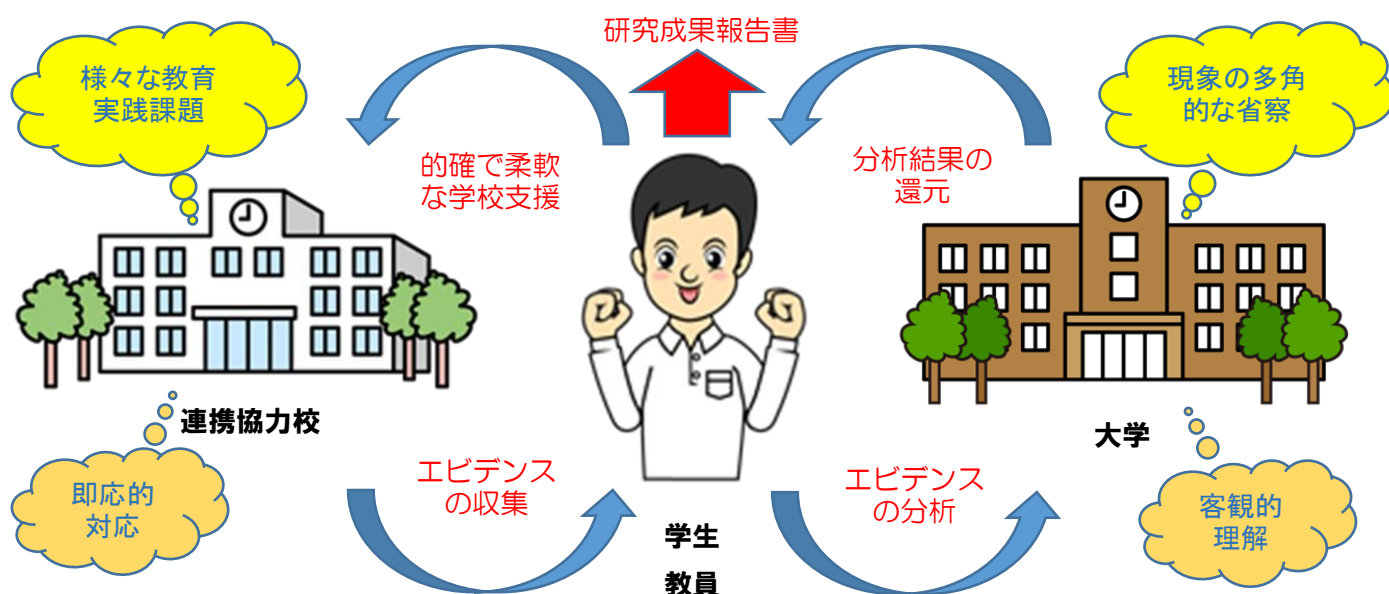 研究成果報告書
様々な教育
実践課題
現象の多角
的な省察
的確で柔軟
な学校支援
分析結果の
還元
連携協力校
大学
即応的
対応
エビデンス
の収集
エビデンス
の分析
客観的
理解
学生
教員